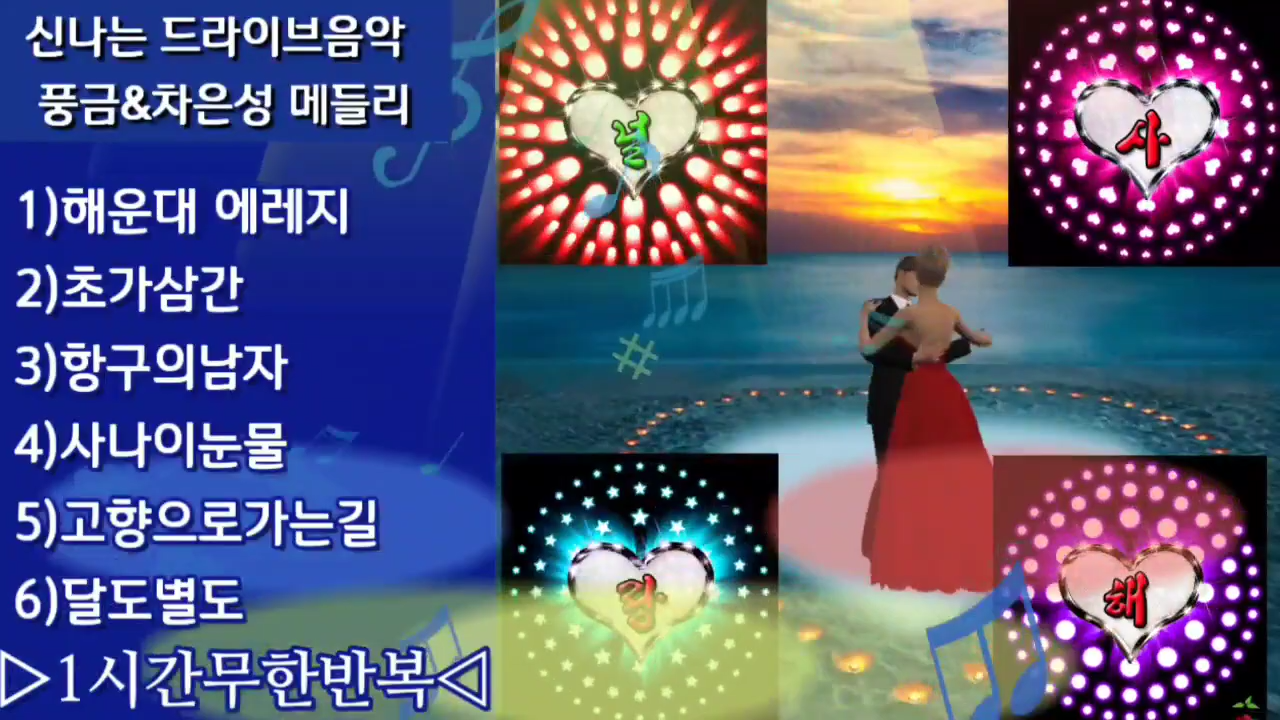 신나는 드라이브음악
풍금&차은성 메들리
1)해운대 에레지
2)초가삼간
3)항구의남자
4)사나이눈물
5)고향으로가는길
6)달도별도
▷1시간무한반복◁
널
사
랑
해